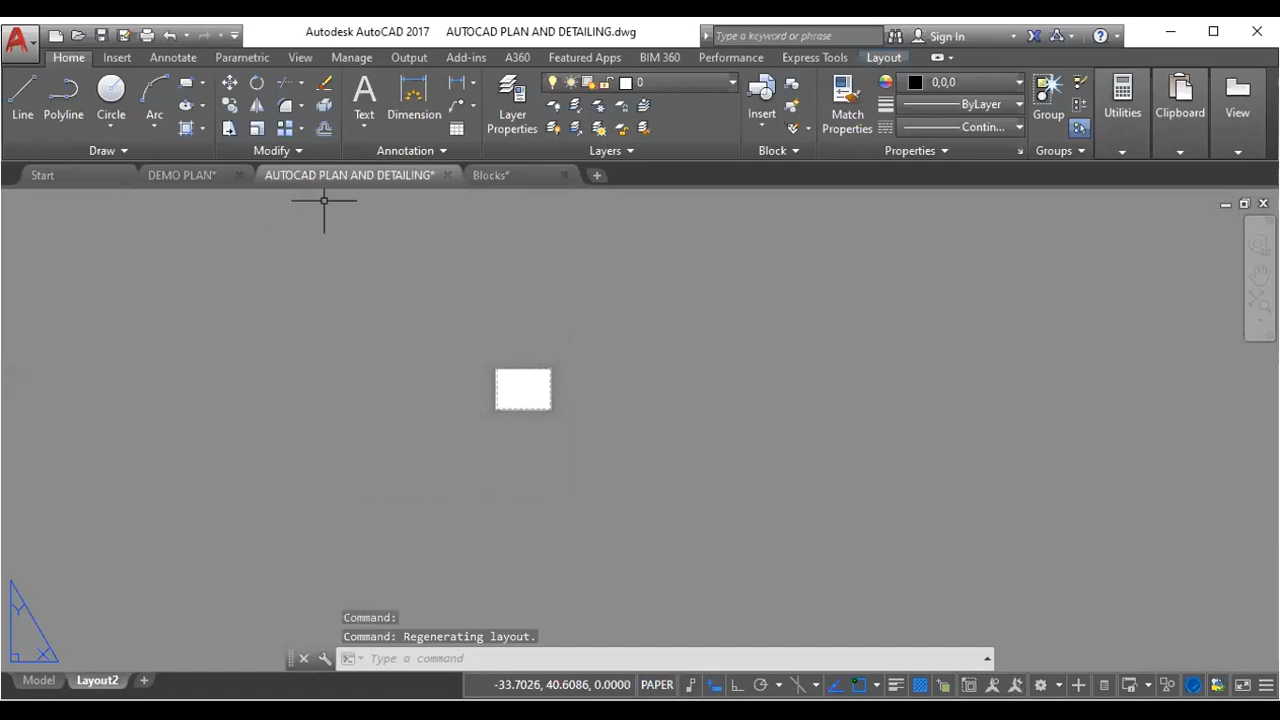 Autodesk AutoCAD 2017 AUTOCAD PLAN AND DETAILING.dwg
Type a keyword or phrase
Sign In
Home Insert Annotate Parametric View Manage Output Add-ins A360 Featured Apps BIM 360 Performance Express Tools Layout
Line Polyline Circle Arc
Text Dimension
Layer Properties
0
Insert
Match Properties
0,0,0
ByLayer
Contin...
Group
Utilities
Clipboard
View
Draw Modify Annotation Layers Block Properties Groups
Start DEMO PLAN* AUTOCAD PLAN AND DETAILING* Blocks*
Y
X
Command:
Command: Regenerating layout.
Type a command
Model Layout2
-33.7026, 40.6086, 0.0000 PAPER